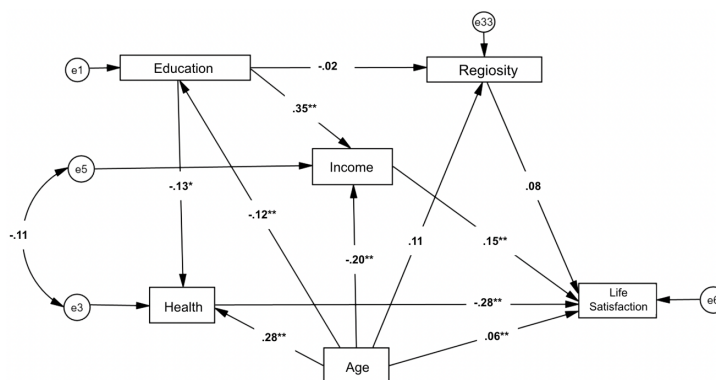 e33
e1
Education
-.02
Regiosity
.35**
e5
Income
-.13*
-.12**
.11
.08
-.11
.15**
-.20**
e3
Health
-.28**
Life
Satisfaction
e6
.28**
Age
.06**